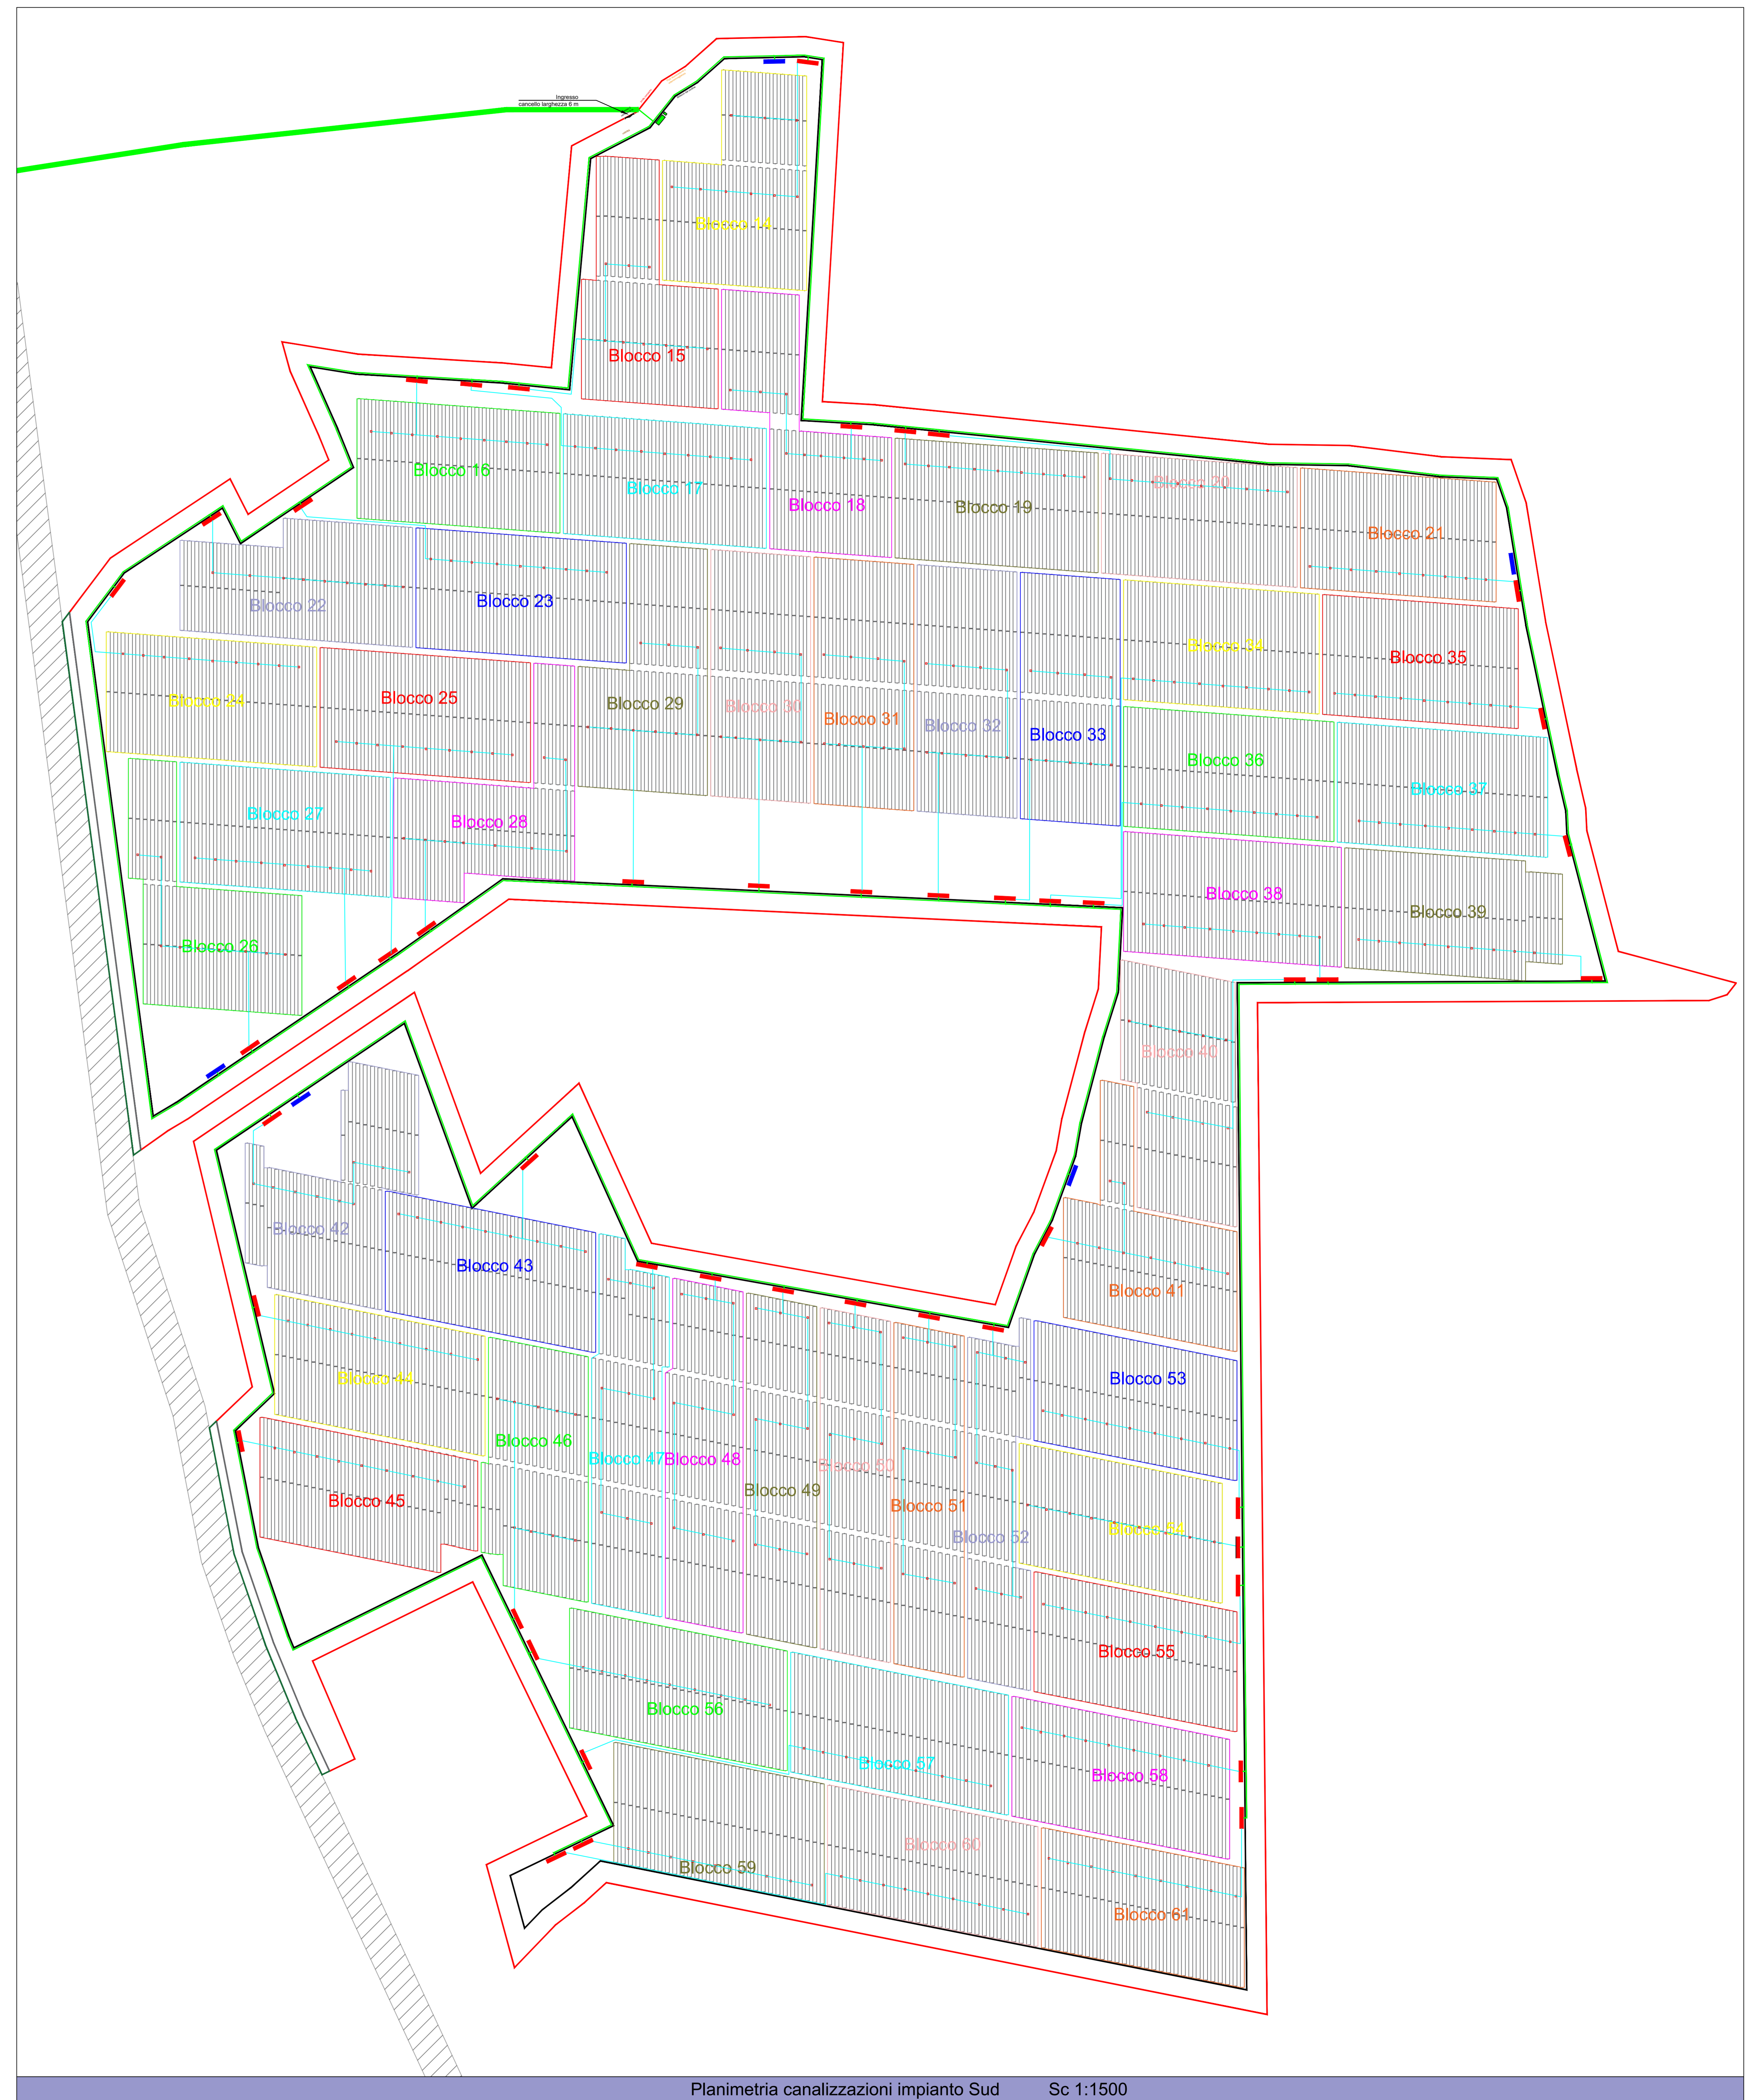 Ingresso
cancello larghezza 6 m
Blocco 14
Blocco 15
Blocco 16
Blocco 17
Blocco 18
Blocco 19
Blocco 20
Blocco 21
Blocco 22
Blocco 23
Blocco 34
Blocco 35
Blocco 24
Blocco 25
Blocco 29
Blocco 30
Blocco 31
Blocco 32
Blocco 33
Blocco 36
Blocco 37
Blocco 27
Blocco 28
Blocco 38
Blocco 39
Blocco 26
Blocco 40
Blocco 42
Blocco 43
Blocco 41
Blocco 44
Blocco 53
Blocco 46
Blocco 47
Blocco 48
Blocco 50
Blocco 49
Blocco 45
Blocco 51
Blocco 52
Blocco 54
Blocco 55
Blocco 56
Blocco 57
Blocco 58
Blocco 59
Blocco 60
Blocco 61
Planimetria canalizzazioni impianto Sud Sc 1:1500